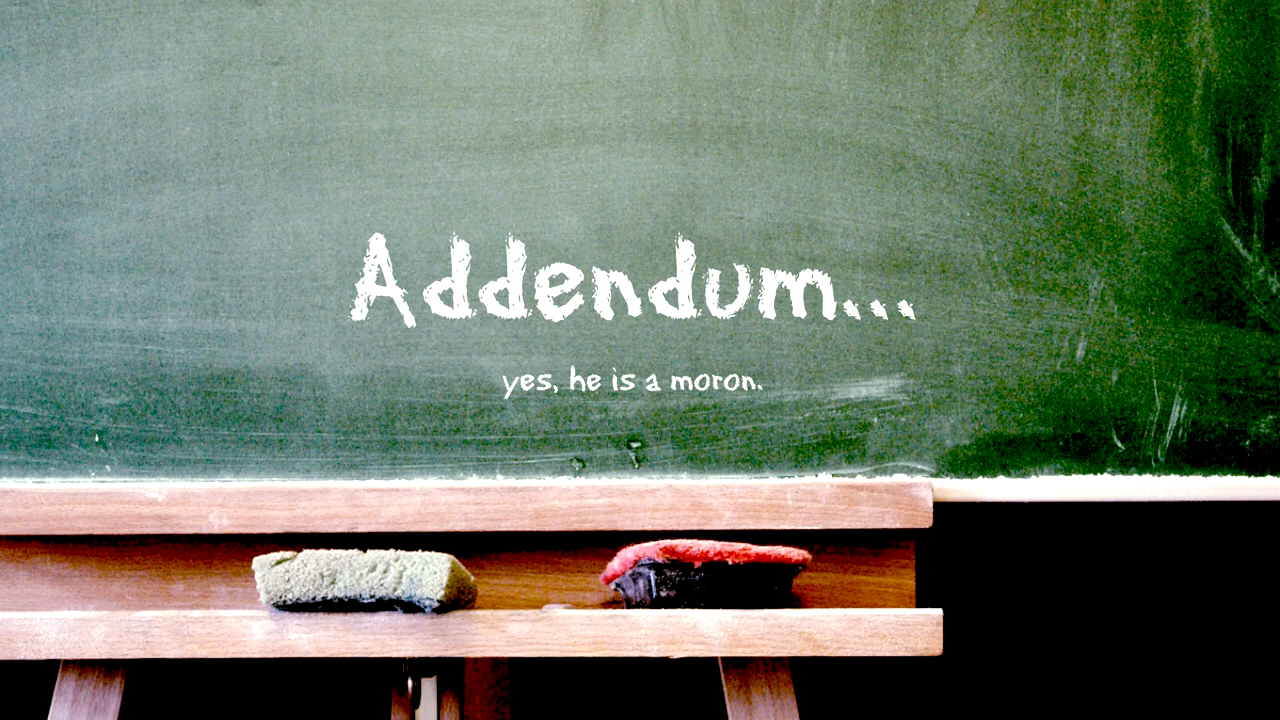 Addendum...
yes, he is a moron.